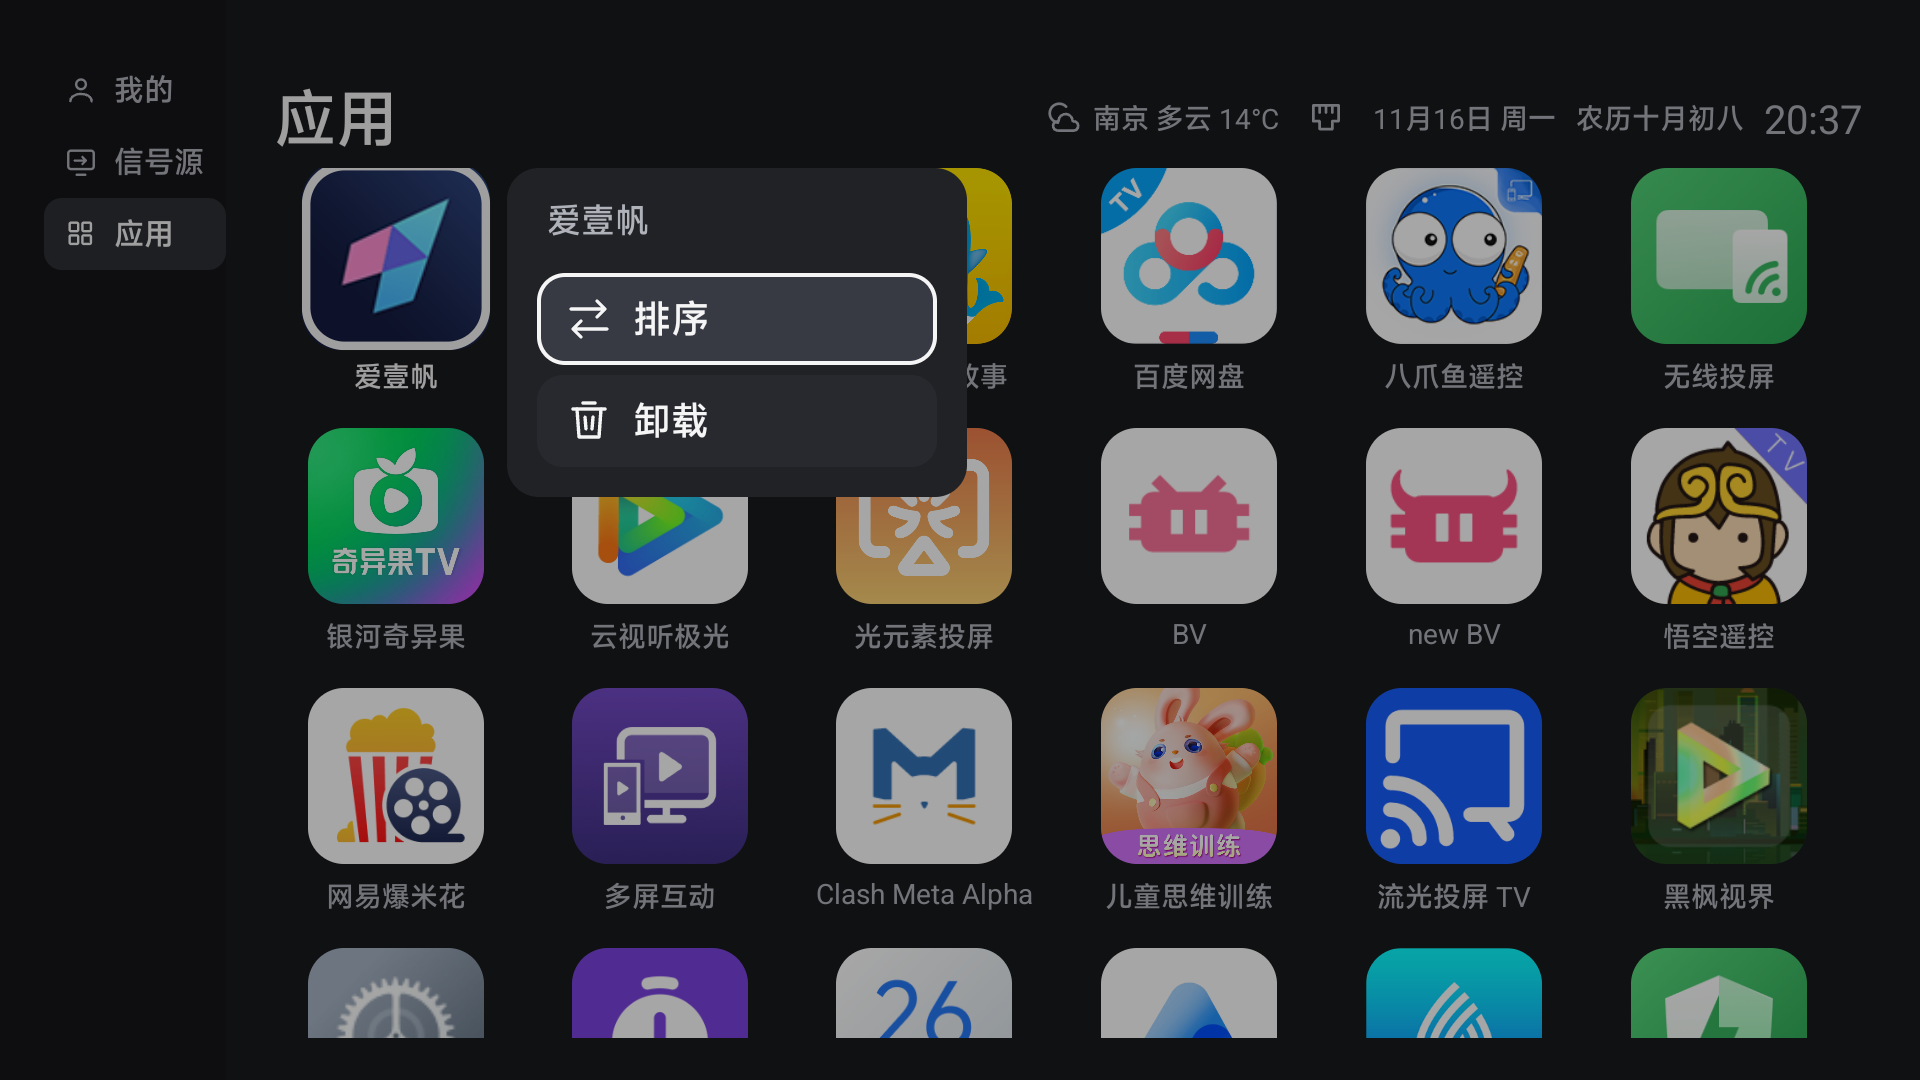 我的
信号源
应用
应用
南京 多云 14°C
11月16日 周一 农历十月初八 20:37
爱壹帆
排序
卸载
TV
爱壹帆
事
百度网盘
八爪鱼遥控
无线投屏
奇异果TV
TV
银河奇异果
云视听极光
光元素投屏
BV
new BV
悟空遥控
思维训练
网易爆米花
多屏互动
Clash Meta Alpha
儿童思维训练
流光投屏 TV
黑枫视界
26